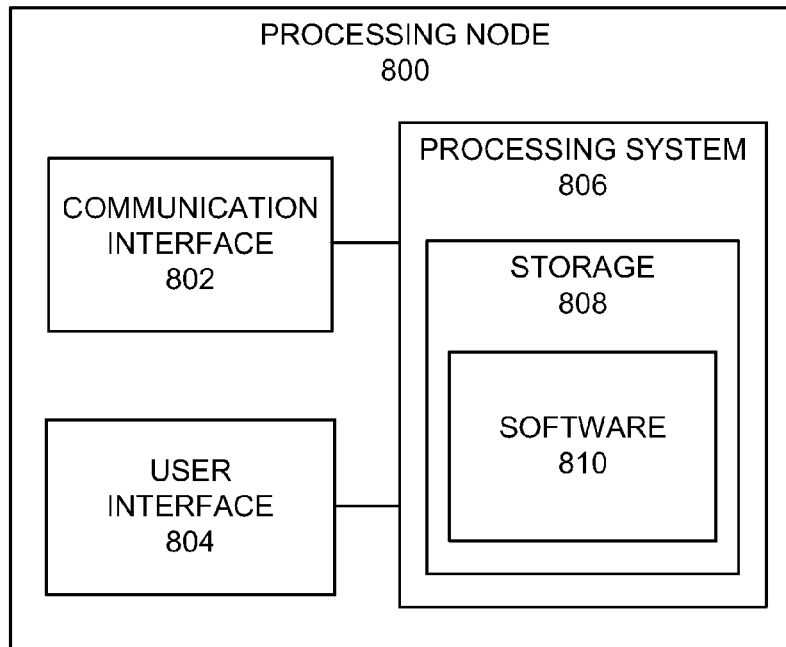 PROCESSING NODE
800
COMMUNICATION
INTERFACE
802
USER
INTERFACE
804
PROCESSING SYSTEM
806
STORAGE
808
SOFTWARE
810